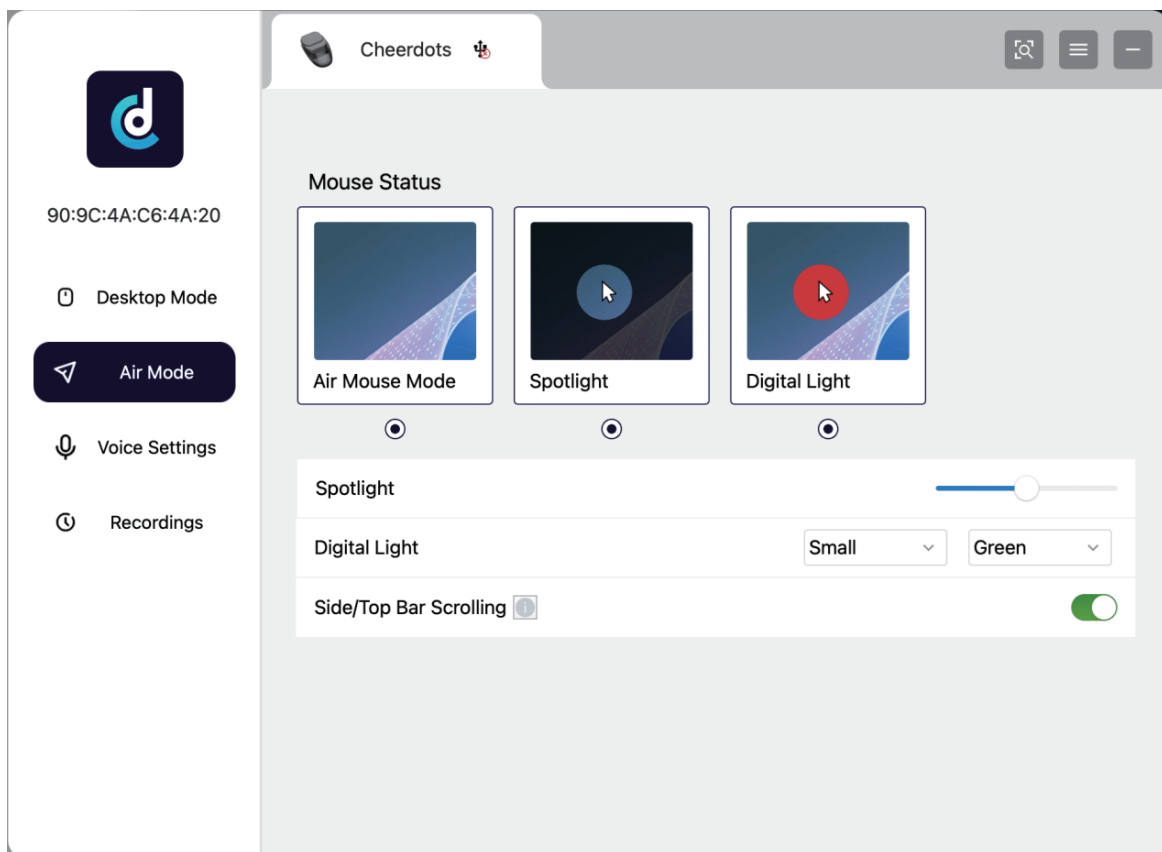 Cheerdots
90:9C:4A:C6:4A:20
Desktop Mode
Air Mode
Voice Settings
Recordings
Mouse Status
Air Mouse Mode
Spotlight
Digital Light
Spotlight
Digital Light
Small
Green
Side/Top Bar Scrolling